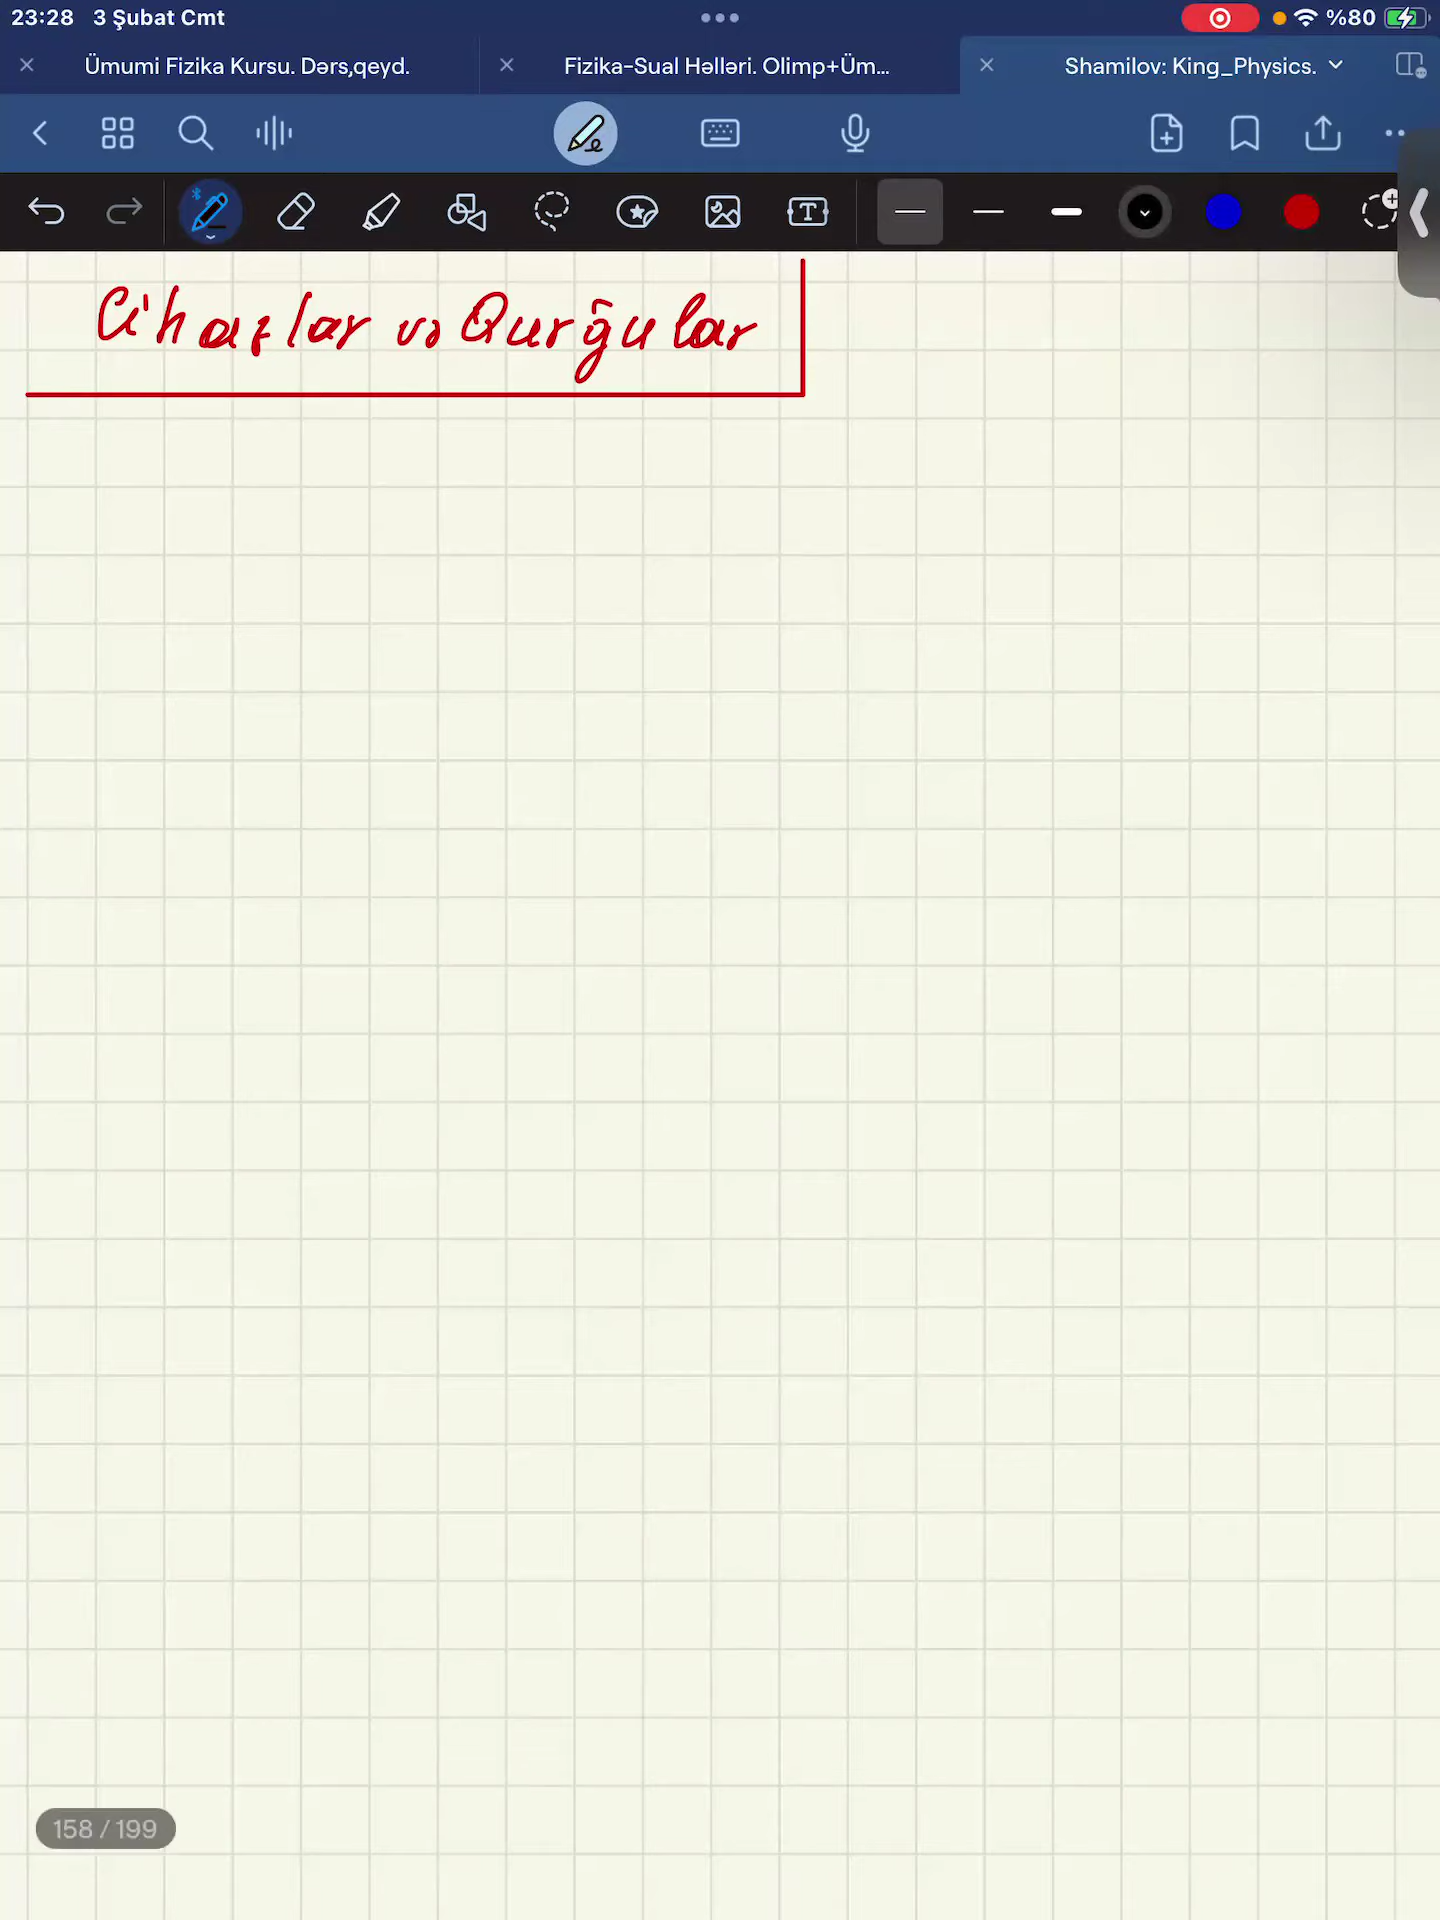 23:28 3 Şubat Cmt %80
Ümumi Fizika Kursu. Dərs,qeyd. Fizika-Sual Həlləri. Olimp+Üm... Shamilov: King_Physics.
Cihazlar və Qurğular
158 / 199